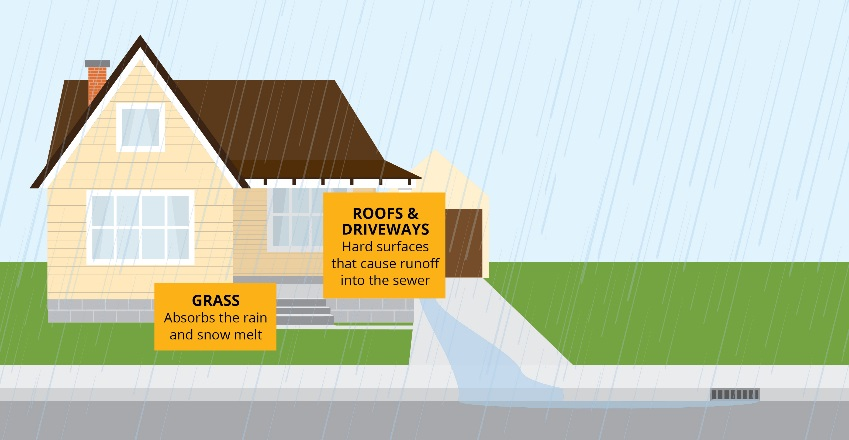 ROOFS &
DRIVEWAYS
Hard surfaces
that cause runoff
into the sewer
GRASS
Absorbs the rain
and snow melt